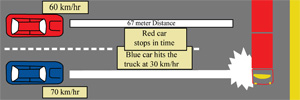 60 km/hr
67 meter Distance
Red car
stops in time
Blue car hits the
truck at 30 km/hr
70 km/hr